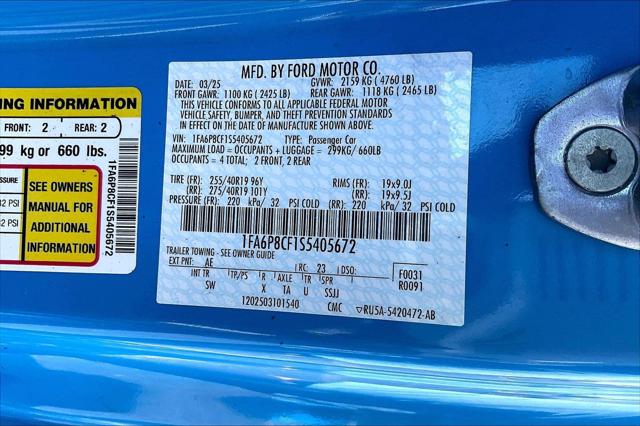 NG INFORMATION
FRONT: 2 REAR: 2
99 kg or 660 lbs.
2 PSI
2 PSI
SEE OWNERS
MANUAL FOR
ADDITIONAL
INFORMATION
1FA6P8CF1S5405672
MFD. BY FORD MOTOR CO.
DATE: 03/25 GVWR: 2159 KG (4760 LB)
FRONT GAWR: 1100 KG (2425 LB) REAR GAWR: 1118 KG (2465 LB)
THIS VEHICLE CONFORMS TO ALL APPLICABLE FEDERAL MOTOR
VEHICLE SAFETY, BUMPER, AND THEFT PREVENTION STANDARDS
IN EFFECT ON THE DATE OF MANUFACTURE SHOWN ABOVE.
VIN: 1FA6P8CF1S5405672 TYPE: Passenger Car
MAXIMUM LOAD = OCCUPANTS + LUGGAGE = 299KG/660LB
OCCUPANTS = 4 TOTAL; 2 FRONT, 2 REAR
TIRE (FR): 255/40R19 96Y RIMS (FR): 19x9.0J
(RR): 275/40R19 101Y (RR): 19x9.5J
PRESSURE (FR): 220 kPa/ 32 PSI COLD (RR): 220 kPa/ 32 PSI COLD
1FA6P8CF1S5405672
TRAILER TOWING - SEE OWNER GUIDE
EXT PNT: AE RC: 23 DSO: F0031
INT TR TP/PS R AXLE TR SPR R0091
SW X TA U SSJJ
1202503101540 CMC RU5A-5420472-AB